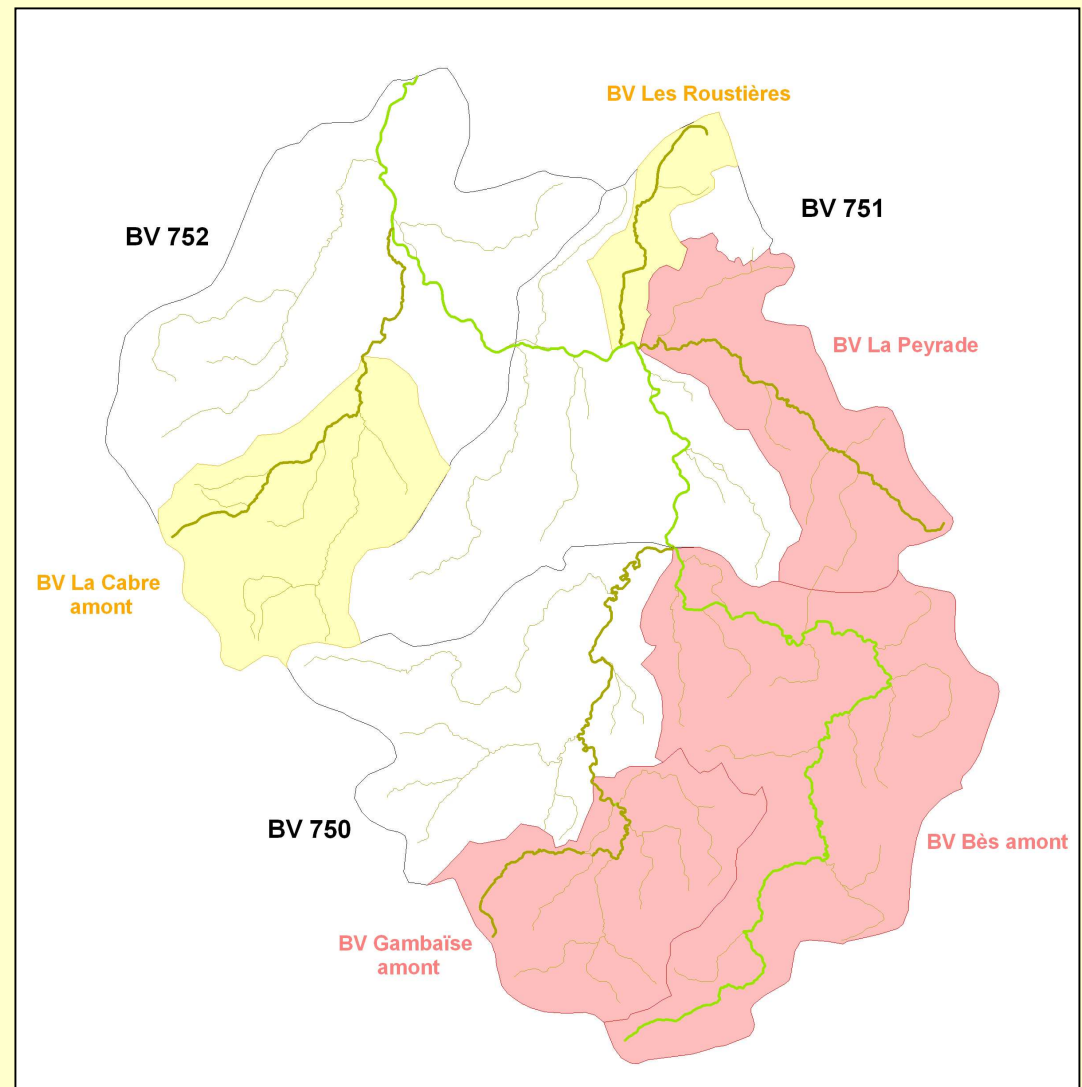 BV Les Roustières
BV 751
BV 752
BV La Peyrade
BV La Cabre
amont
BV 750
BV Bès amont
BV Gambaïse
amont